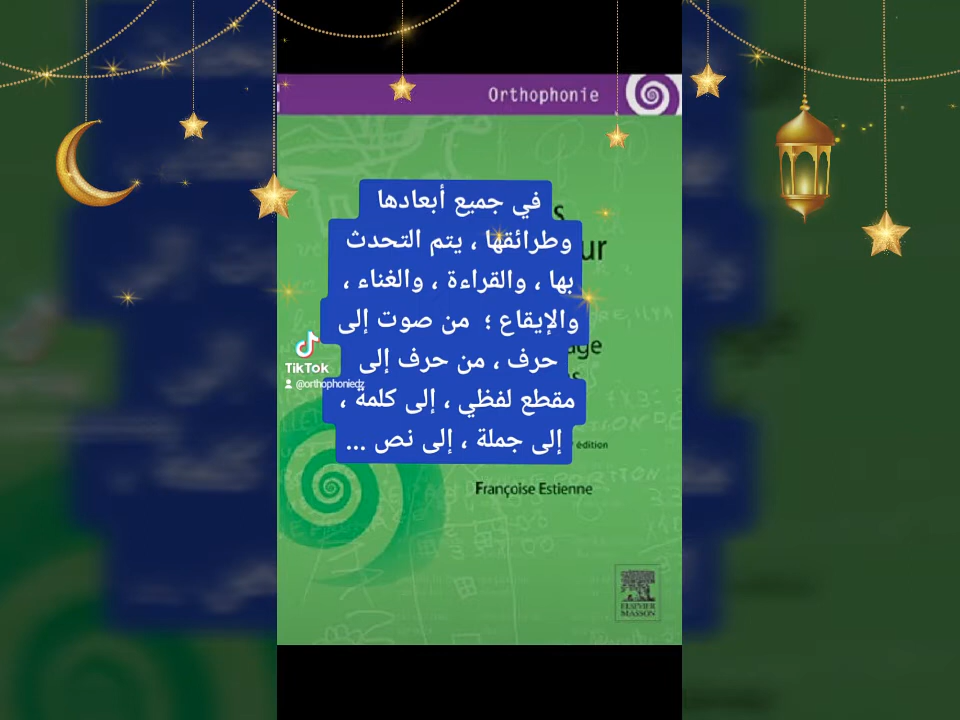 Orthophonie
في جميع أبعادها
وطرائقها ، يتم التحدث
بها ، والقراءة ، والغناء ،
والإيقاع ؛ من صوت إلى
حرف ، من حرف إلى
مقطع لفظي ، إلى كلمة ،
إلى جملة ، إلى نص ...
TikTok
@orthophoniedz
édition
Françoise Estienne
ELSEVIER
MASSON